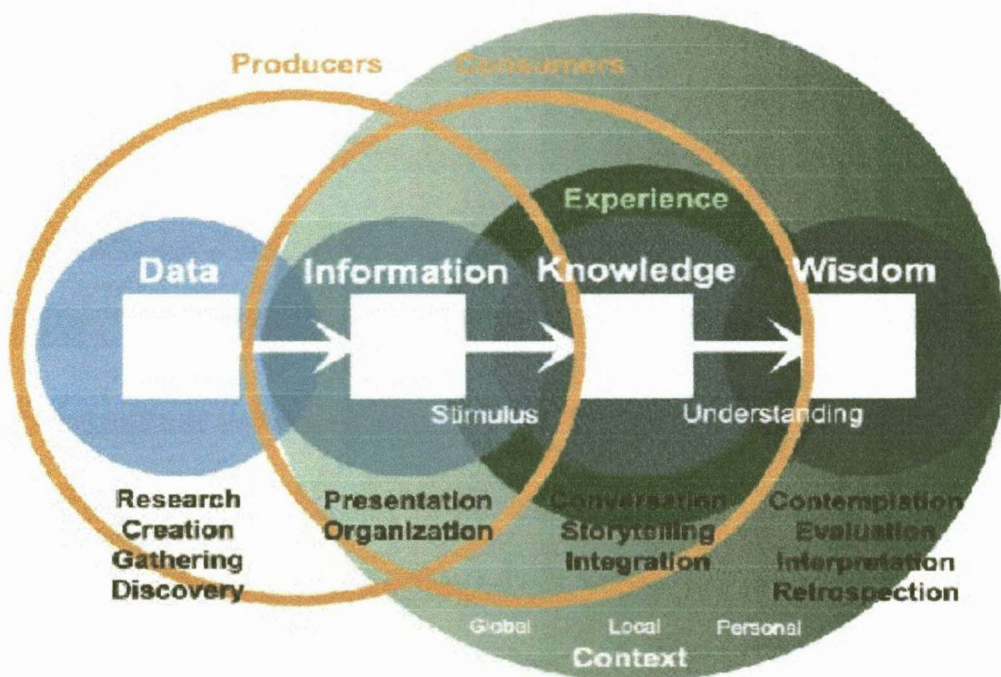 Producers Consumers
Experience
Data Information Knowledge Wisdom
Stimulus Understanding
Research
Creation
Gathering
Discovery
Presentation
Organization
Conversation
Storytelling
Integration
Contemplation
Evaluation
Interpretation
Retrospection
Global Local Personal
Context